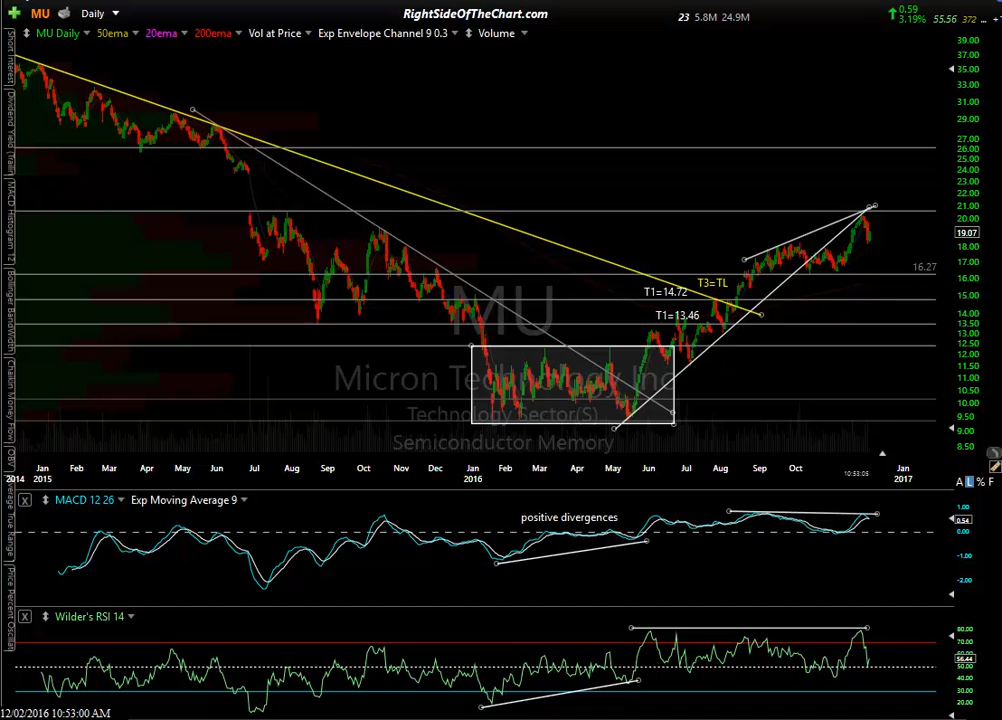 MU Daily RightSideOfTheChart.com 23 5.8M 24.9M 0.59 3.19% 55.56 372 ...
MU Daily 50ema 20ema 200ema Vol at Price Exp Envelope Channel 9 0.3 Volume
39.00
37.00
35.00
33.00
31.00
29.00
27.00
26.00
25.00
24.00
23.00
22.00
21.00
20.00
19.07
18.00
17.00
16.27
16.00
T3=TL
T1=14.72
15.00
T1=13.46
14.00
13.50
13.00
12.50
12.00
11.50
11.00
10.50
10.00
9.50
9.00
8.50
MU
Micron Technology, Inc
Technology Sector(S)
Semiconductor Memory
Short Interest
Dividend Yield (Trailin
MACD Histogram 12
Bollinger Bandwidth
Chaikin Money Flow
OBV
Average True Range
Price Percent Oscillat
Jan Feb Mar Apr May Jun Jul Aug Sep Oct Nov Dec Jan Feb Mar Apr May Jun Jul Aug Sep Oct 10:53:05 Jan
2014 2015 2016 2017
A L % F
X MACD 12 26 Exp Moving Average 9
positive divergences
1.00
0.54
0.00
-1.00
-2.00
X Wilder's RSI 14
80.00
70.00
56.44
50.00
40.00
30.00
20.00
12/02/2016 10:53:00 AM